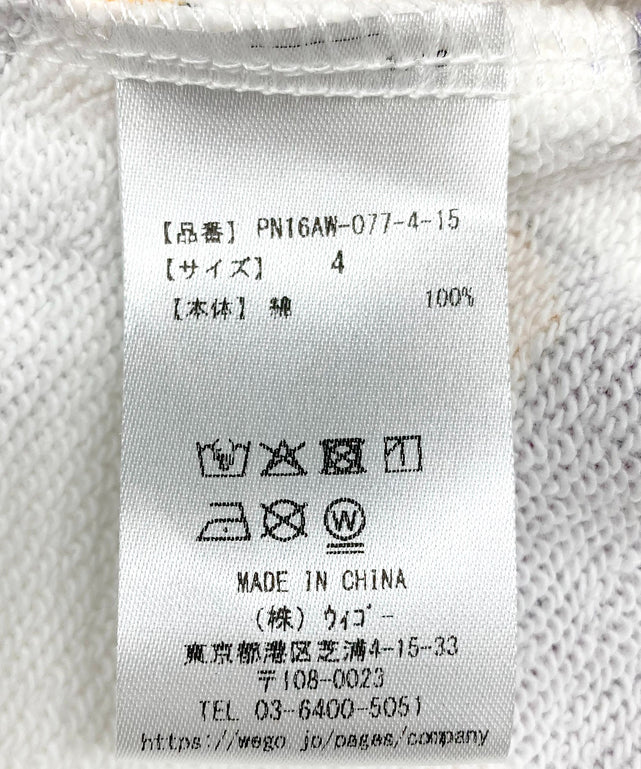 【品番】 PN16AW-077-4-15
【サイズ】 4
【本体】 綿 100%
W
MADE IN CHINA
(株) ウィゴー
東京都港区芝浦4-15-33
〒108-0023
TEL 03-6400-5051
https://wego.jp/pages/company